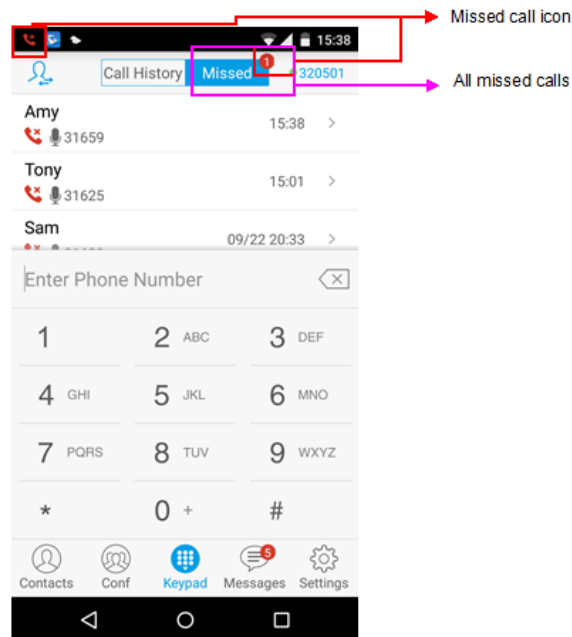 Missed call icon
15:38
Call History Missed 1 320501
All missed calls
Amy
31659 15:38 >
Tony
31625 15:01 >
Sam
09/22 20:33 >
Enter Phone Number
1 2 ABC 3 DEF
4 GHI 5 JKL 6 MNO
7 PQRS 8 TUV 9 WXYZ
* 0 + #
5
Contacts Conf Keypad Messages Settings